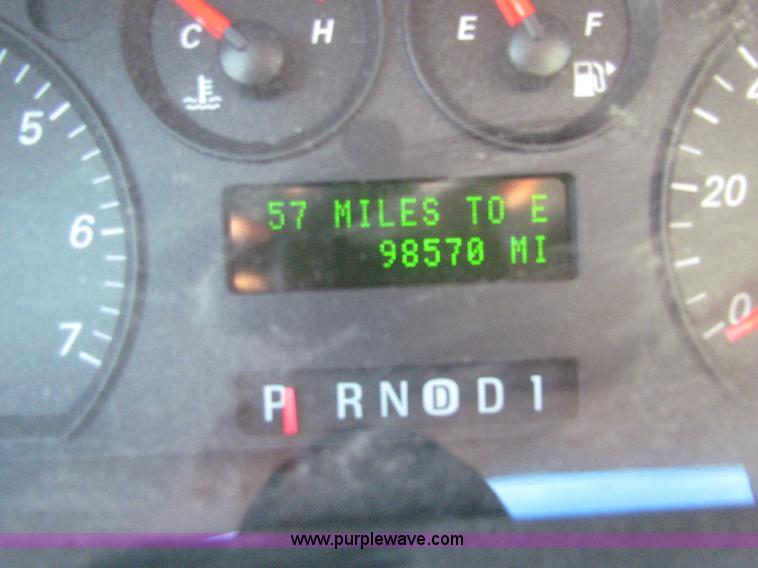 C H E F
5 6 7
57 MILES TO E
98570 MI
20 0
P R N D D 1
www.purplewave.com